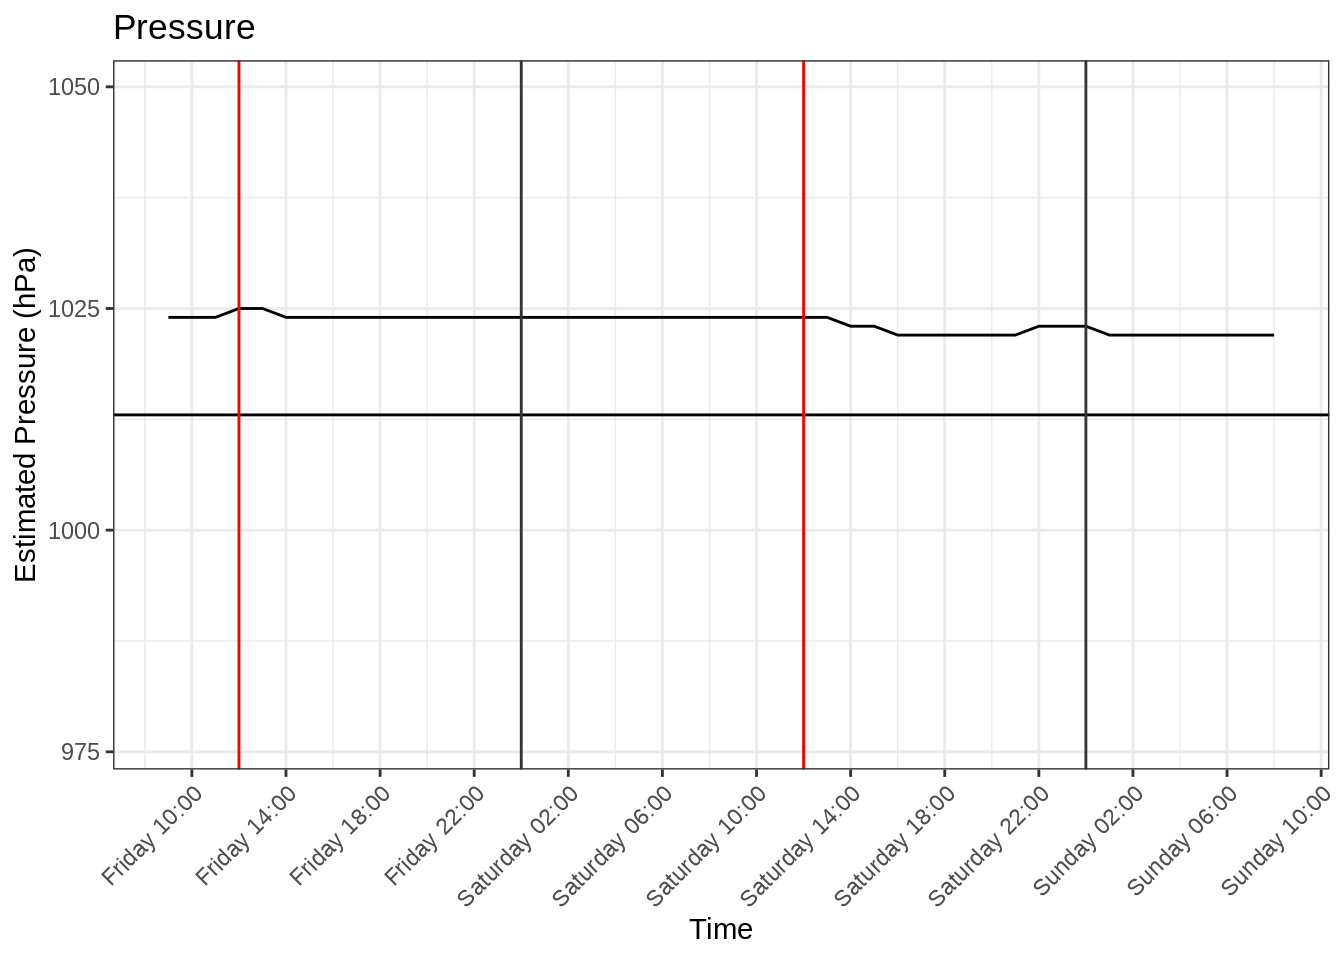 Pressure
Estimated Pressure (hPa)
1050
1025
1000
975
Friday 10:00
Friday 14:00
Friday 18:00
Friday 22:00
Saturday 02:00
Saturday 06:00
Saturday 10:00
Saturday 14:00
Saturday 18:00
Saturday 22:00
Sunday 02:00
Sunday 06:00
Sunday 10:00
Time